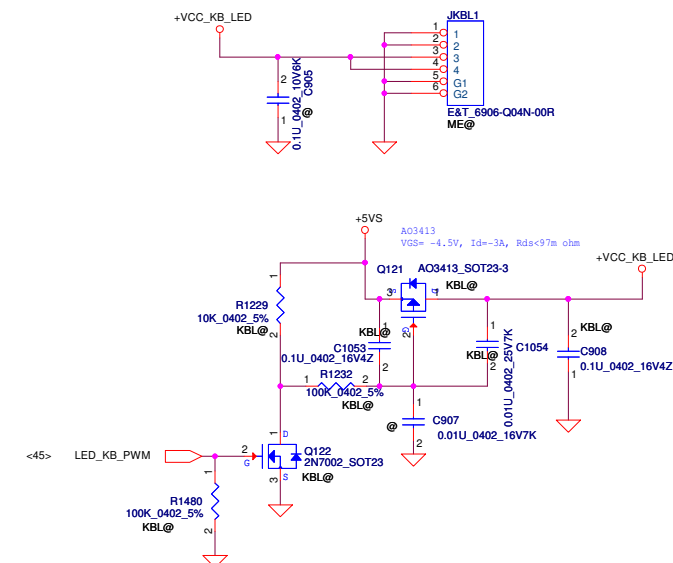 +VCC_KB_LED
JKBL1
1 1
2 2
3 3
4 4
5 G1
6 G2
2
1
0.1U_0402_10V6K
C905
@
E&T_6906-Q04N-00R
ME@
+5VS
AO3413
VGS= -4.5V, Id=-3A, Rds<97m ohm
+VCC_KB_LED
Q121 AO3413_SOT23-3
KBL@
3 S D 1
G
2
1
R1229
10K_0402_5%
KBL@
2
KBL@
1
C1053
0.1U_0402_16V4Z
2
1
C1054
KBL@
0.01U_0402_25V7K
2
2
KBL@
C908
0.1U_0402_16V4Z
1
R1232
1 2
100K_0402_5%
KBL@
1
C907
@
0.01U_0402_16V7K
2
<45> LED_KB_PWM
1 D
2 G
Q122
2N7002_SOT23
KBL@
3 S
1
R1480
100K_0402_5%
KBL@
2